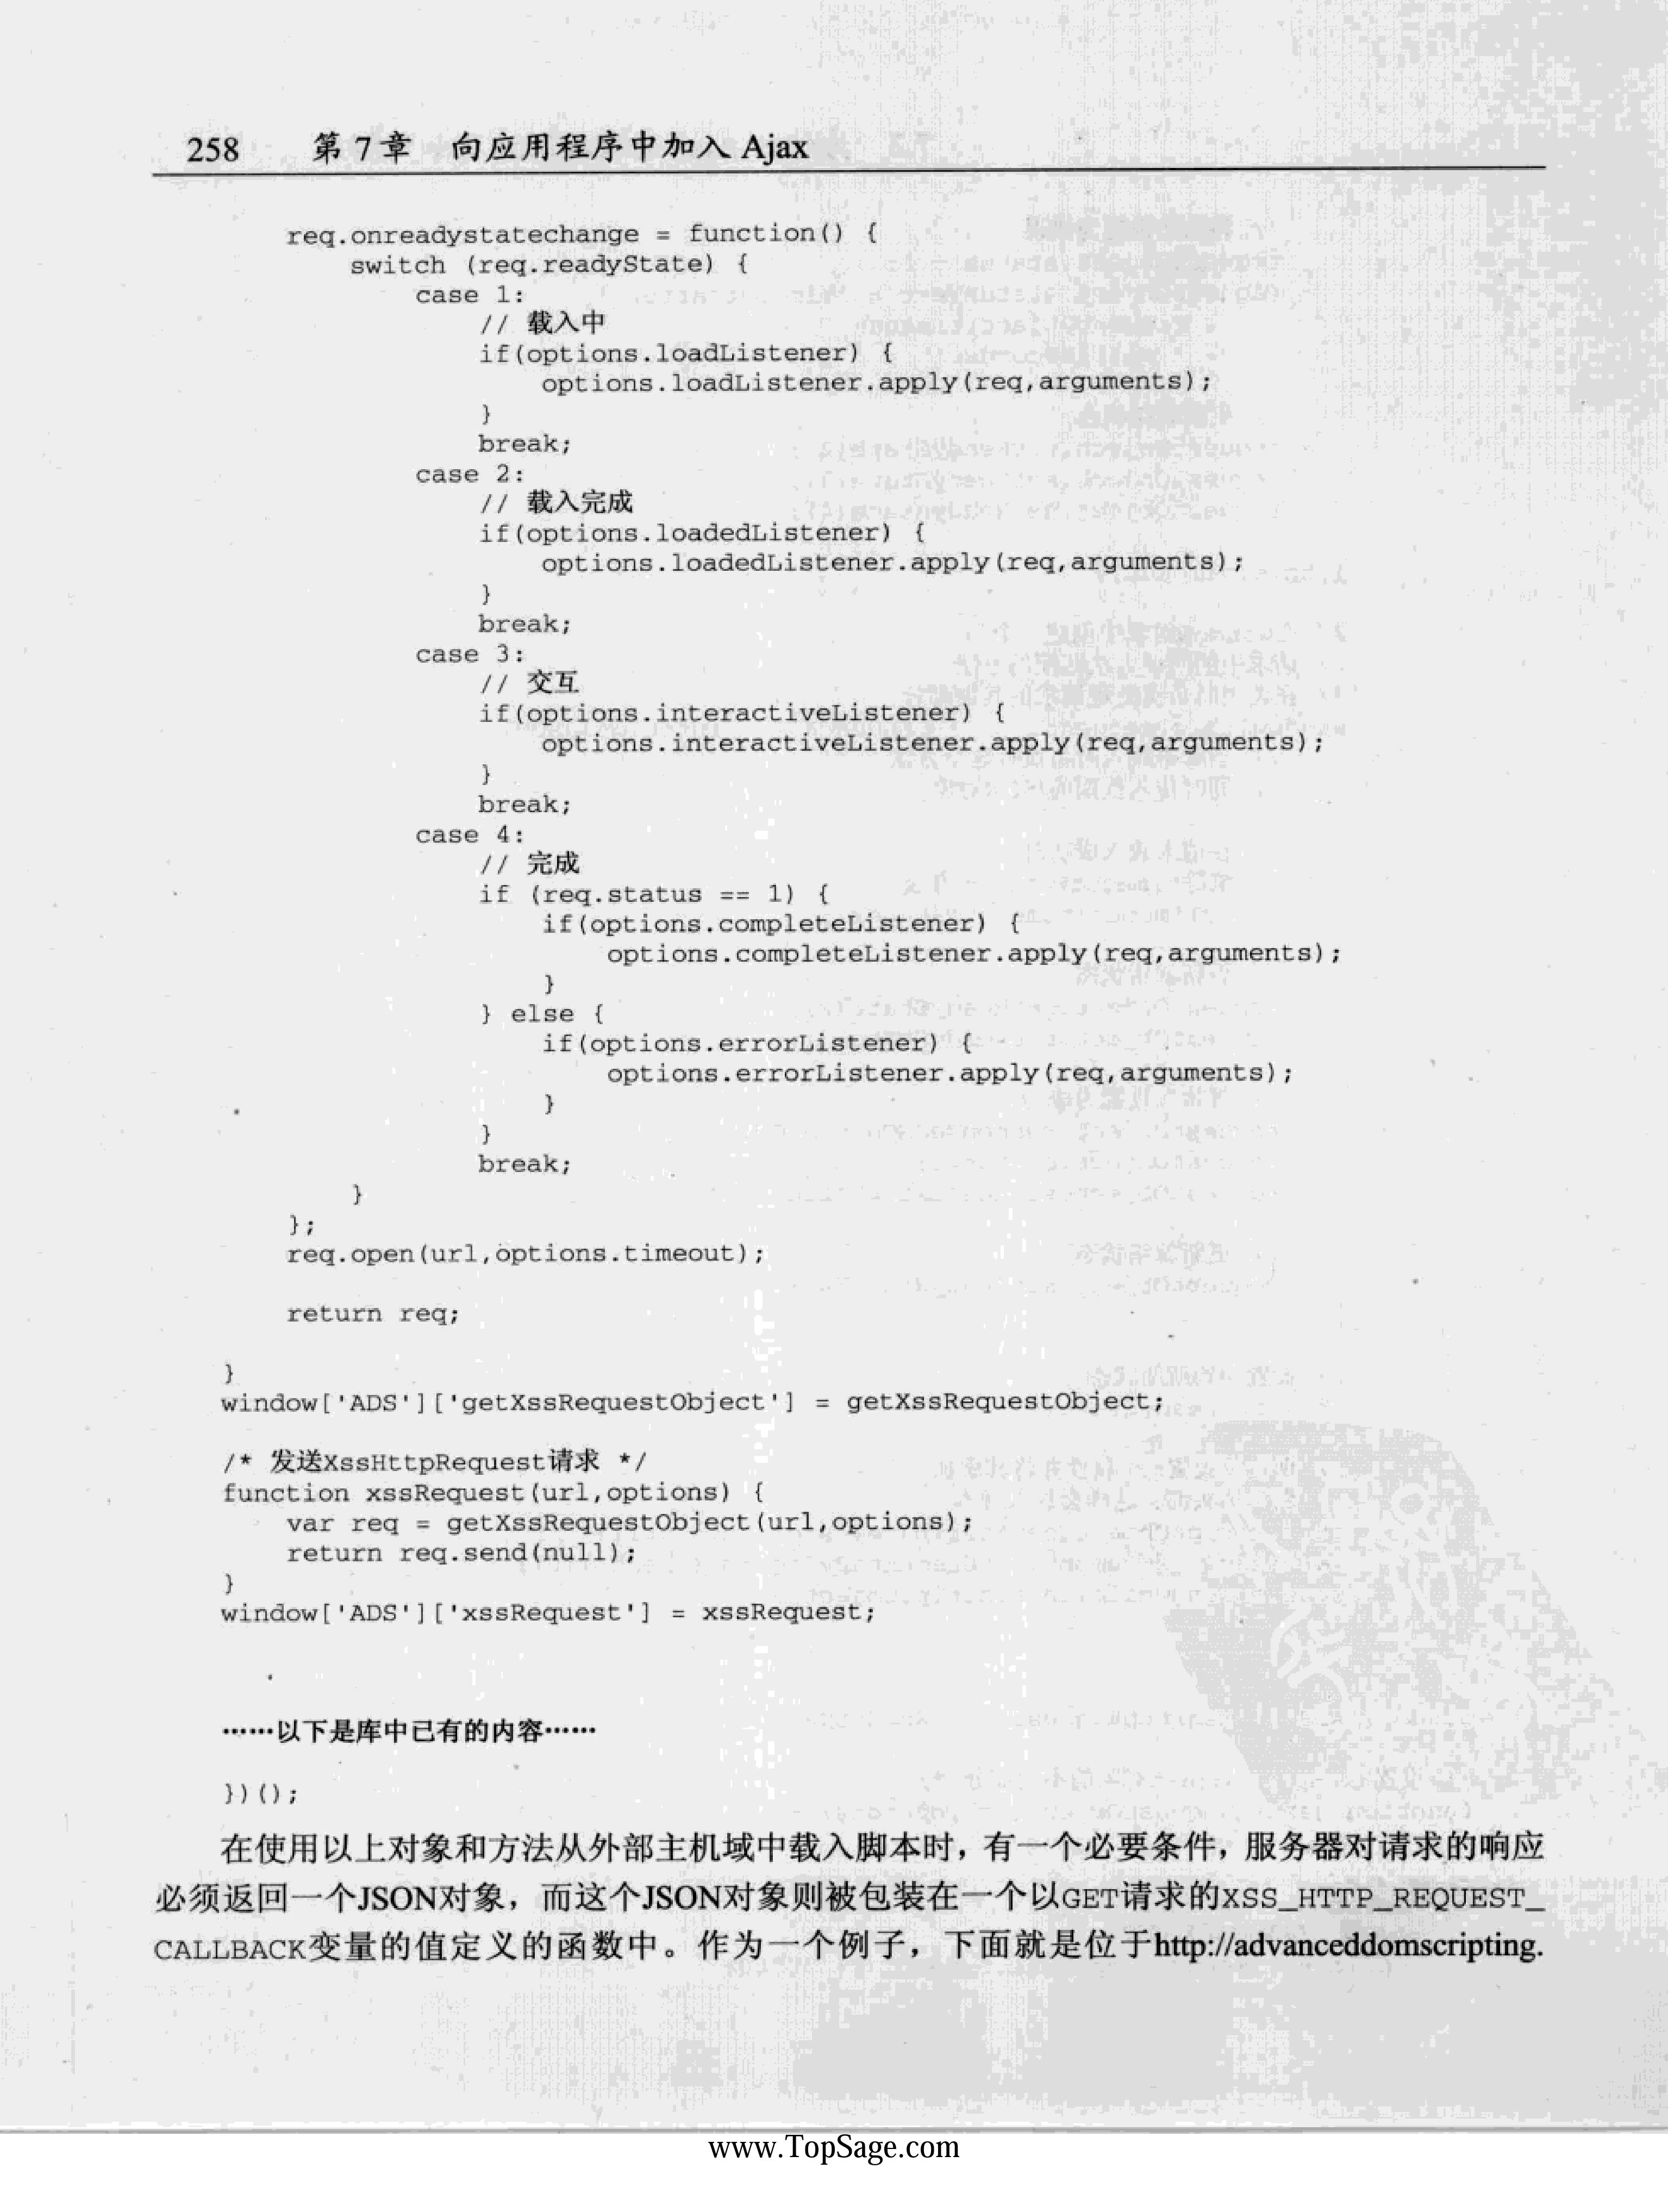 258 第 7 章 向应用程序中加入 Ajax
req.onreadystatechange = function() {
switch (req.readyState) {
case 1:
// 载入中
if(options.loadListener) {
options.loadListener.apply(req,arguments);
}
break;
case 2:
// 载入完成
if(options.loadedListener) {
options.loadedListener.apply(req,arguments);
}
break;
case 3:
// 交互
if(options.interactiveListener) {
options.interactiveListener.apply(req,arguments);
}
break;
case 4:
// 完成
if (req.status == 1) {
if(options.completeListener) {
options.completeListener.apply(req,arguments);
}
} else {
if(options.errorListener) {
options.errorListener.apply(req,arguments);
}
}
break;
}
};
req.open(url,options.timeout);
return req;
}
window['ADS']['getXssRequestObject'] = getXssRequestObject;
/* 发送XssHttpRequest请求 */
function xssRequest(url,options) {
var req = getXssRequestObject(url,options);
return req.send(null);
}
window['ADS']['xssRequest'] = xssRequest;
……以下是库中已有的内容……
})();
在使用以上对象和方法从外部主机域中载入脚本时，有一个必要条件，服务器对请求的响应
必须返回一个JSON对象，而这个JSON对象则被包装在一个以GET请求的XSS_HTTP_REQUEST_
CALLBACK变量的值定义的函数中。作为一个例子，下面就是位于http://advanceddomscripting.
www.TopSage.com